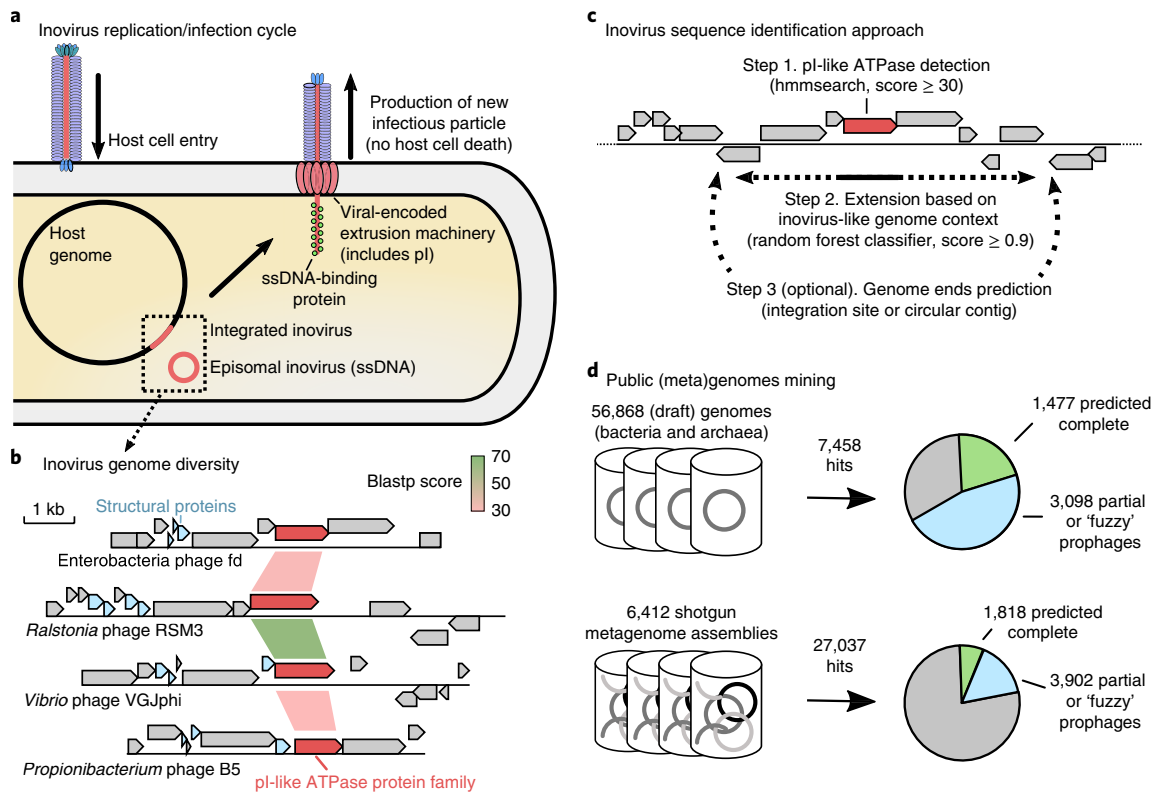 a
Inovirus replication/infection cycle
Host cell entry
Production of new
infectious particle
(no host cell death)
Host
genome
Viral-encoded
extrusion machinery
(includes pI)
ssDNA-binding
protein
Integrated inovirus
Episomal inovirus (ssDNA)
b
Inovirus genome diversity
1 kb
Structural proteins
Blastp score
70
50
30
Enterobacteria phage fd
Ralstonia phage RSM3
Vibrio phage VGJphi
Propionibacterium phage B5
pI-like ATPase protein family
c
Inovirus sequence identification approach
Step 1. pI-like ATPase detection
(hmmsearch, score ≥ 30)
Step 2. Extension based on
inovirus-like genome context
(random forest classifier, score ≥ 0.9)
Step 3 (optional). Genome ends prediction
(integration site or circular contig)
d
Public (meta)genomes mining
56,868 (draft) genomes
(bacteria and archaea)
7,458
hits
1,477 predicted
complete
3,098 partial
or ‘fuzzy’
prophages
6,412 shotgun
metagenome assemblies
27,037
hits
1,818 predicted
complete
3,902 partial
or ‘fuzzy’
prophages